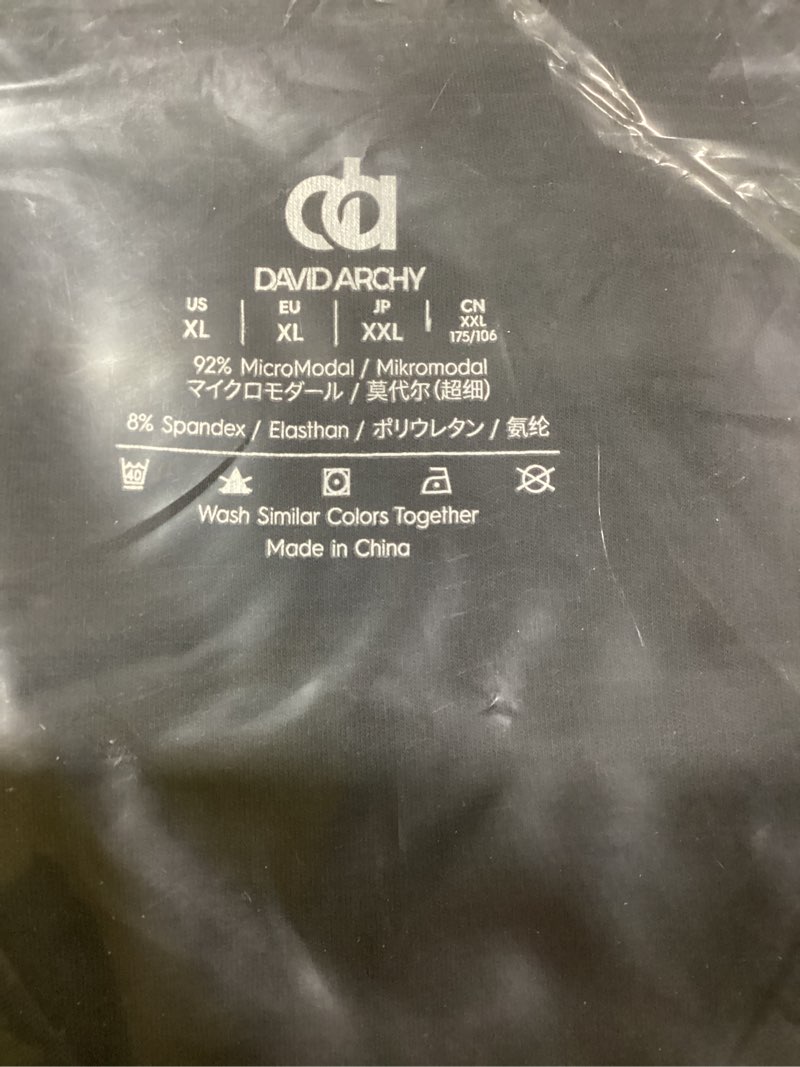 da
DAVID ARCHY
US | EU | JP | CN
XL | XL | XXL | XXL
175/106
92% MicroModal / Mikromodal
マイクロモダール / 莫代尔(超细)
8% Spandex / Elasthan / ポリウレタン / 氨纶
40
Wash Similar Colors Together
Made in China